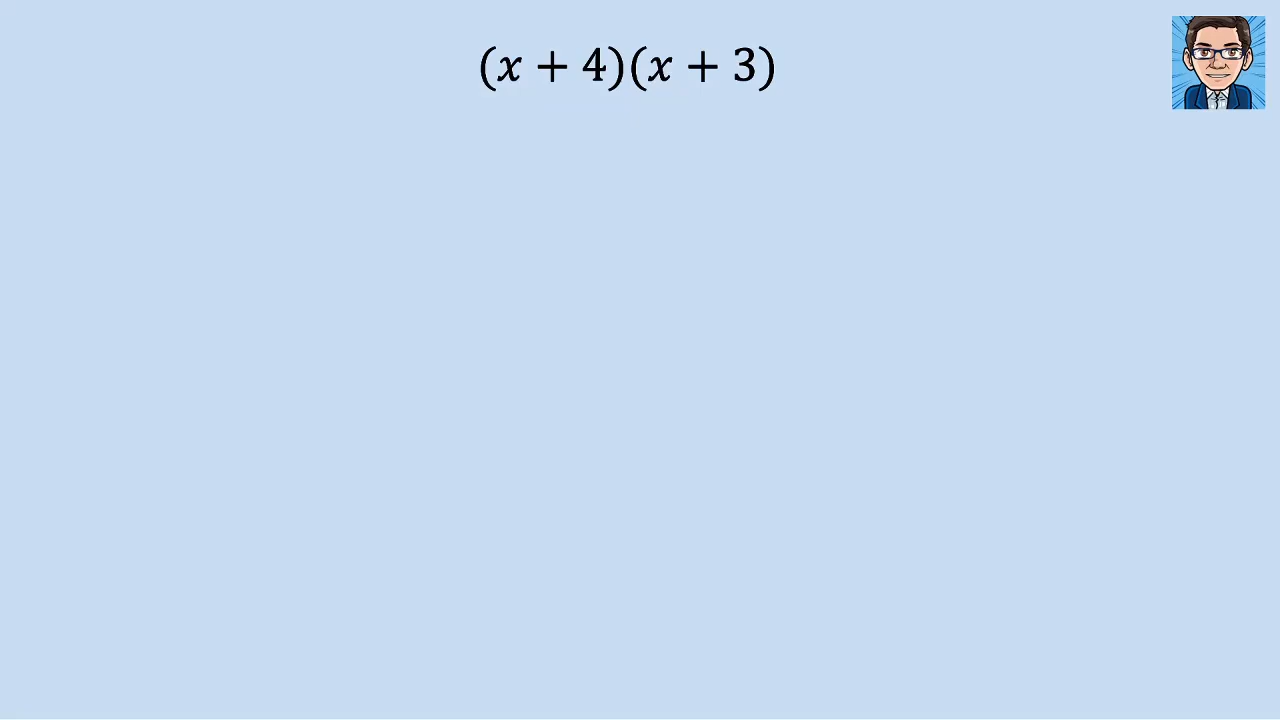 (x + 4)(x + 3)